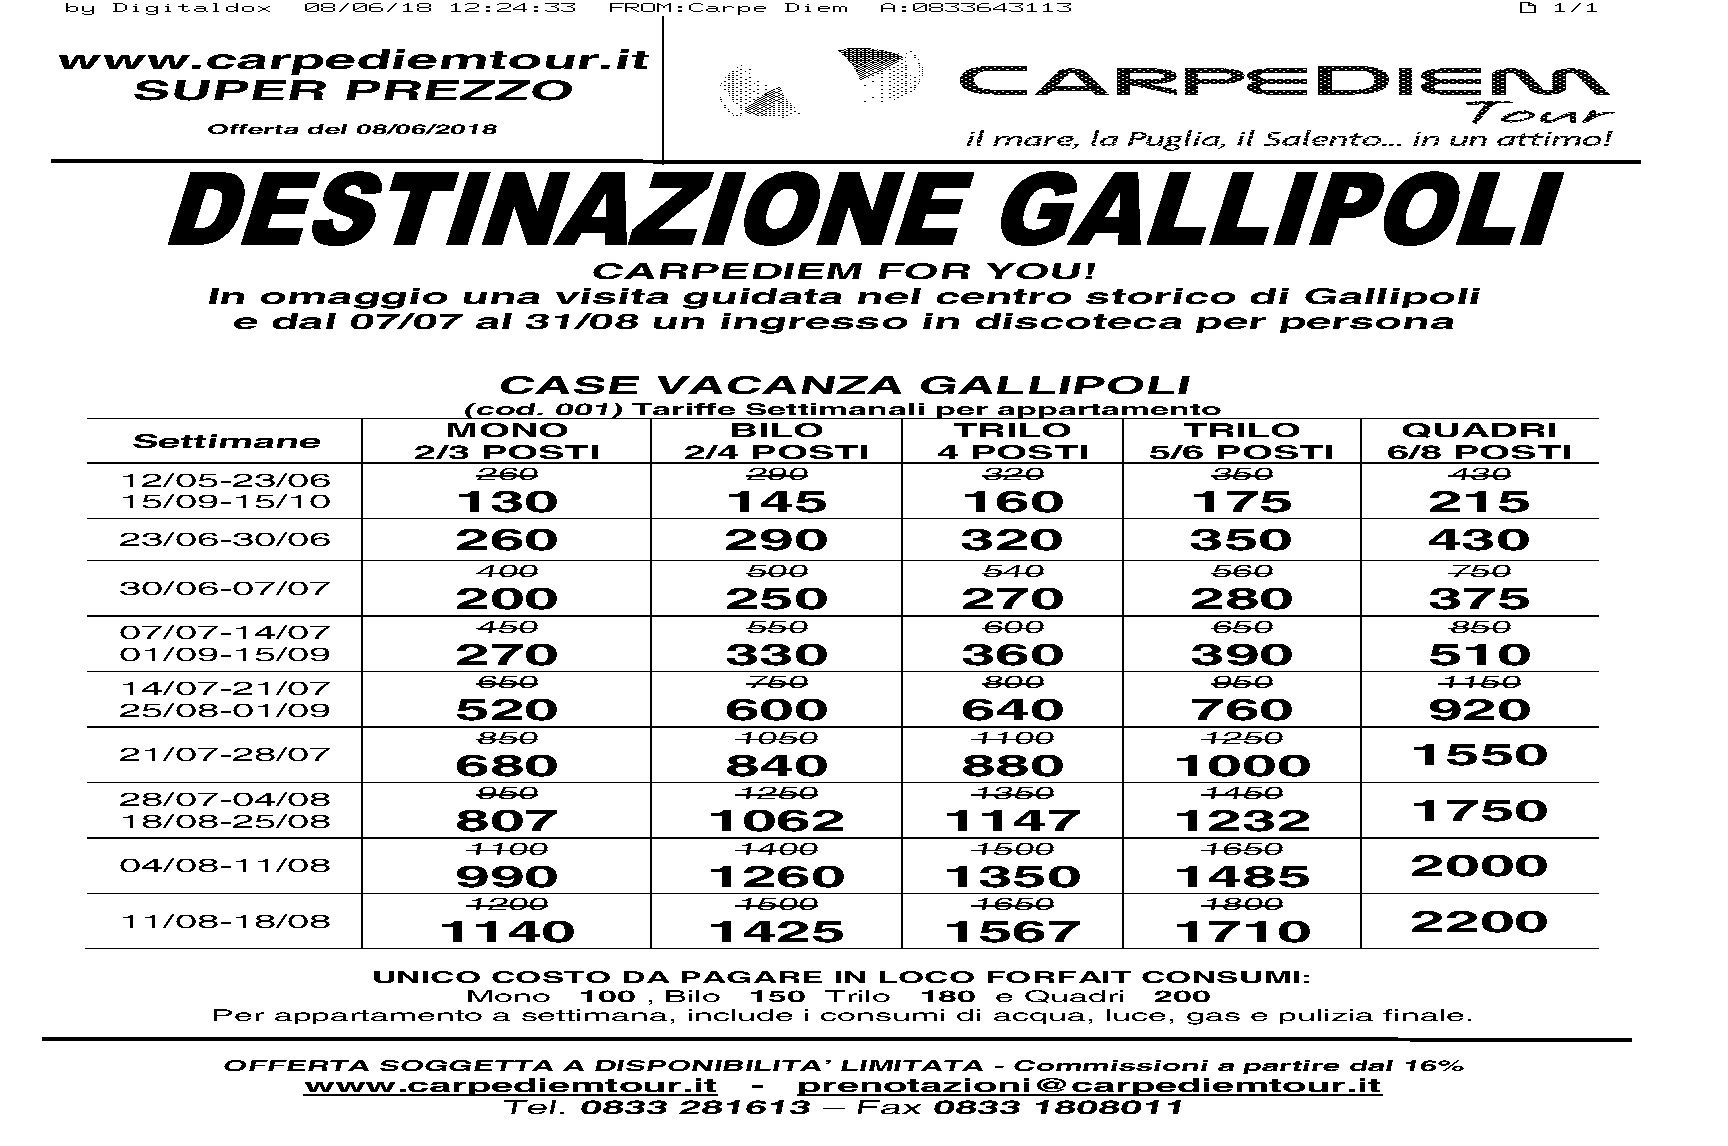 by Digitaldox 08/06/18 12:24:33 FROM:Carpe Diem A:0833643113 1/1
www.carpediemtour.it
SUPER PREZZO
Offerta del 08/06/2018
CARPEDIEM
Tour
il mare, la Puglia, il Salento... in un attimo!
DESTINAZIONE GALLIPOLI
CARPEDIEM FOR YOU!
In omaggio una visita guidata nel centro storico di Gallipoli
e dal 07/07 al 31/08 un ingresso in discoteca per persona
CASE VACANZA GALLIPOLI
(cod. 001) Tariffe Settimanali per appartamento
Settimane MONO 2/3 POSTI BILO 2/4 POSTI TRILO 4 POSTI TRILO 5/6 POSTI QUADRI 6/8 POSTI
12/05-23/06 260 290 320 350 430
15/09-15/10 130 145 160 175 215
23/06-30/06 260 290 320 350 430
400 500 540 560 750
30/06-07/07 200 250 270 280 375
07/07-14/07 450 550 600 650 850
01/09-15/09 270 330 360 390 510
14/07-21/07 650 750 800 950 1150
25/08-01/09 520 600 640 760 920
850 1050 1100 1250
21/07-28/07 680 840 880 1000 1550
28/07-04/08 950 1250 1350 1450
18/08-25/08 807 1062 1147 1232 1750
1100 1400 1500 1650
04/08-11/08 990 1260 1350 1485 2000
1200 1500 1650 1800
11/08-18/08 1140 1425 1567 1710 2200
UNICO COSTO DA PAGARE IN LOCO FORFAIT CONSUMI:
Mono 100 , Bilo 150 Trilo 180 e Quadri 200
Per appartamento a settimana, include i consumi di acqua, luce, gas e pulizia finale.
OFFERTA SOGGETTA A DISPONIBILITA' LIMITATA - Commissioni a partire dal 16%
www.carpediemtour.it - prenotazioni@carpediemtour.it
Tel. 0833 281613 – Fax 0833 1808011